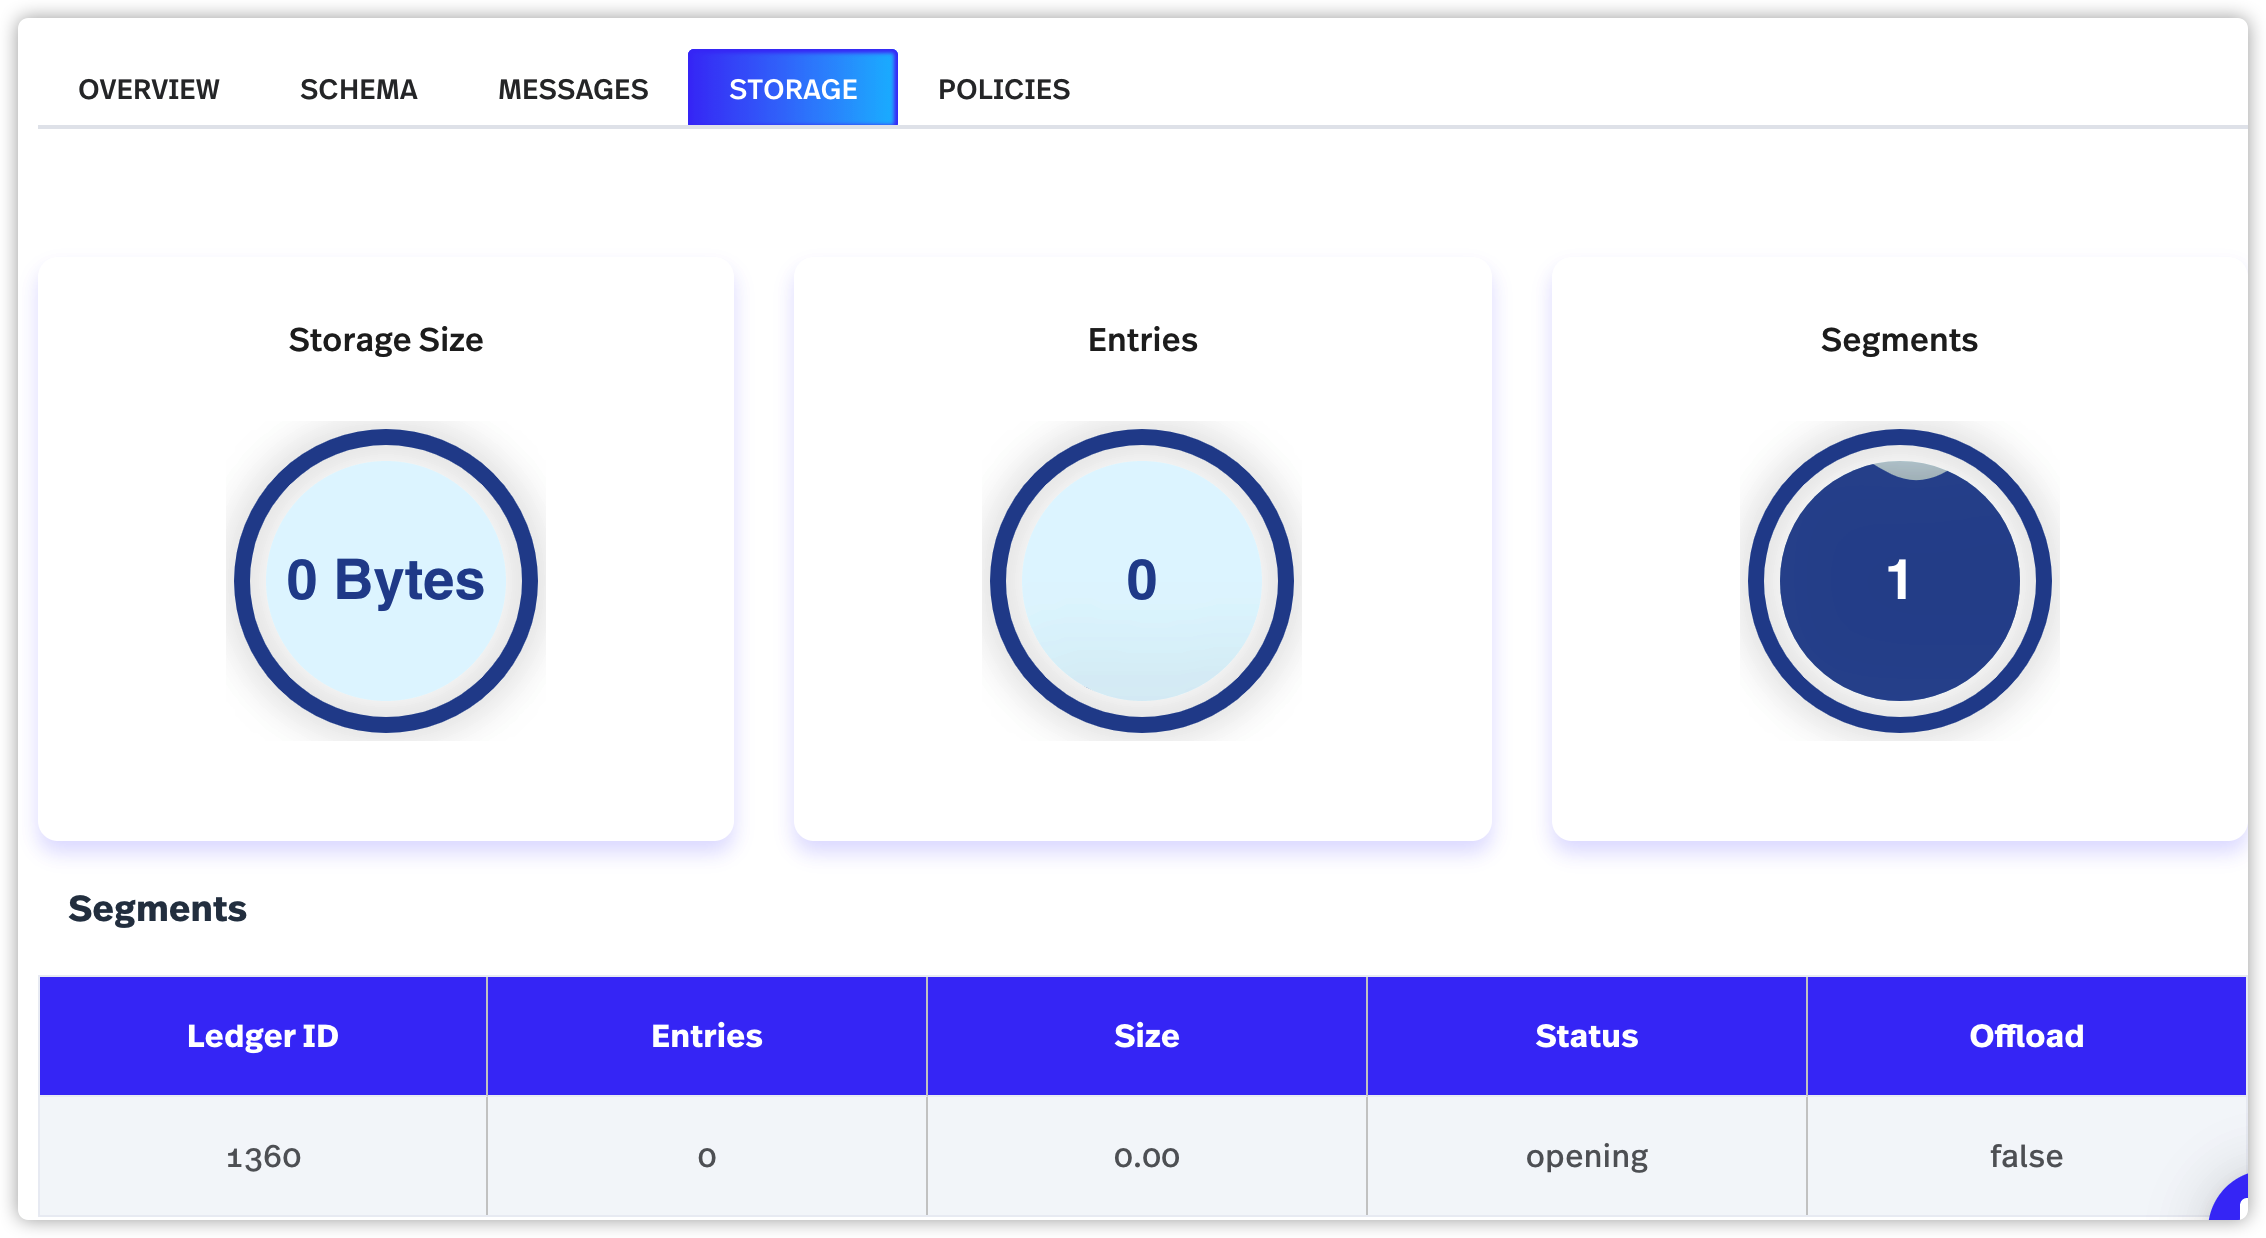 OVERVIEW SCHEMA MESSAGES STORAGE POLICIES
Storage Size Entries Segments
0 Bytes 0 1
Segments
Ledger ID Entries Size Status Offload
1360 0 0.00 opening false